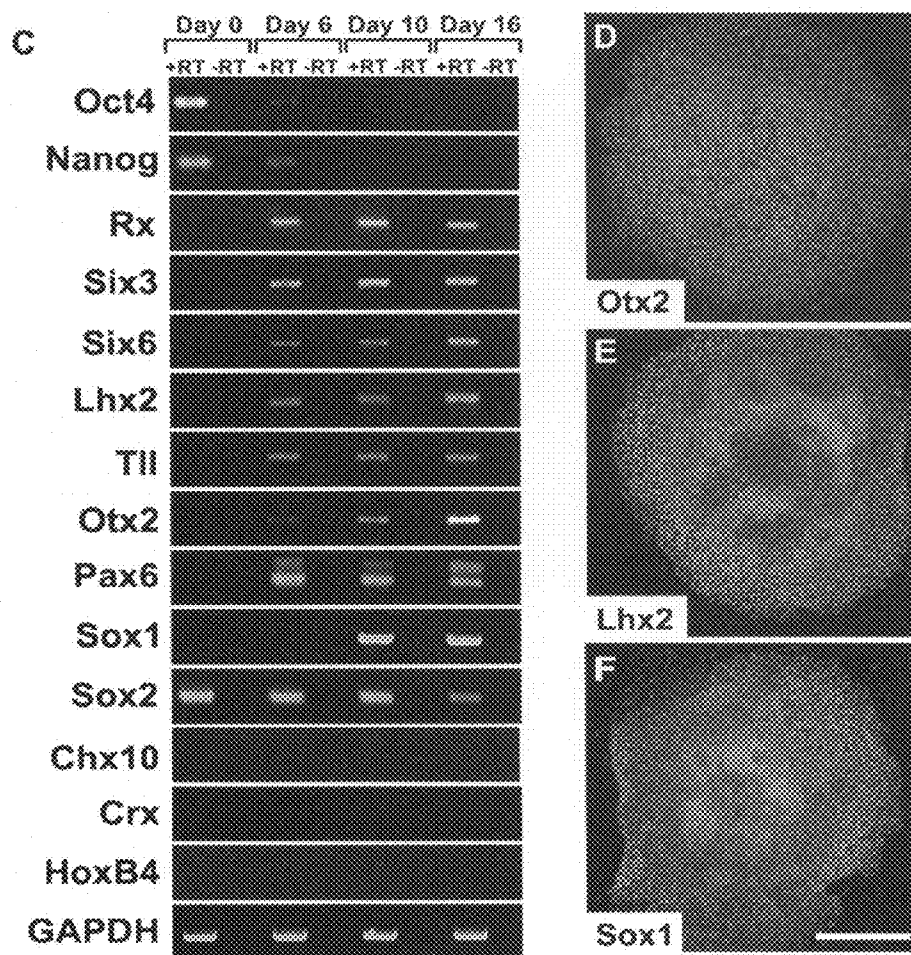 C
Day 0 Day 6 Day 10 Day 16
+RT -RT +RT -RT +RT -RT +RT -RT
Oct4
Nanog
Rx
Six3
Six6
Lhx2
Tll
Otx2
Pax6
Sox1
Sox2
Chx10
Crx
HoxB4
GAPDH
D
Otx2
E
Lhx2
F
Sox1